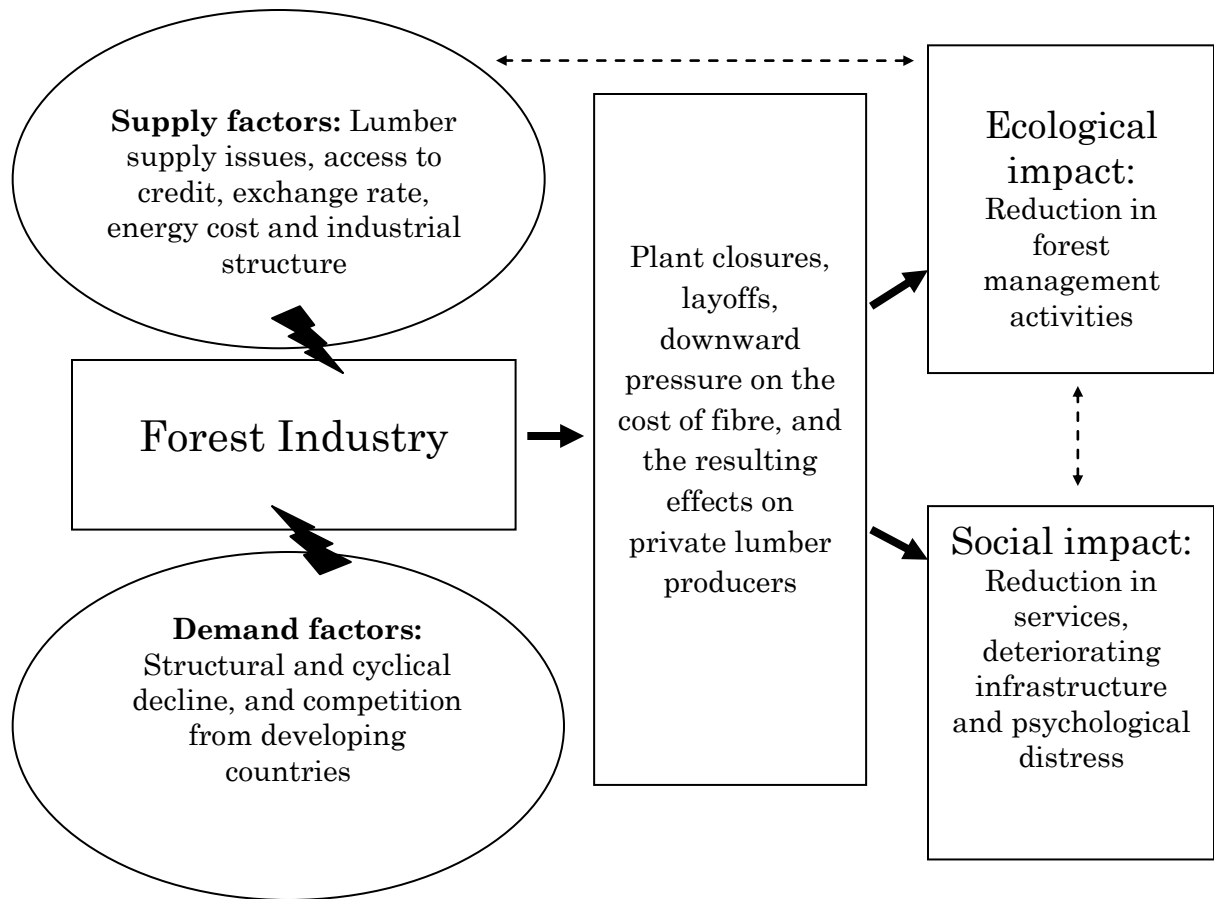 Supply factors: Lumber
supply issues, access to
credit, exchange rate,
energy cost and industrial
structure
Forest Industry
Demand factors:
Structural and cyclical
decline, and competition
from developing
countries
Plant closures,
layoffs,
downward
pressure on the
cost of fibre, and
the resulting
effects on
private lumber
producers
Ecological
impact:
Reduction in
forest
management
activities
Social impact:
Reduction in
services,
deteriorating
infrastructure
and psychological
distress